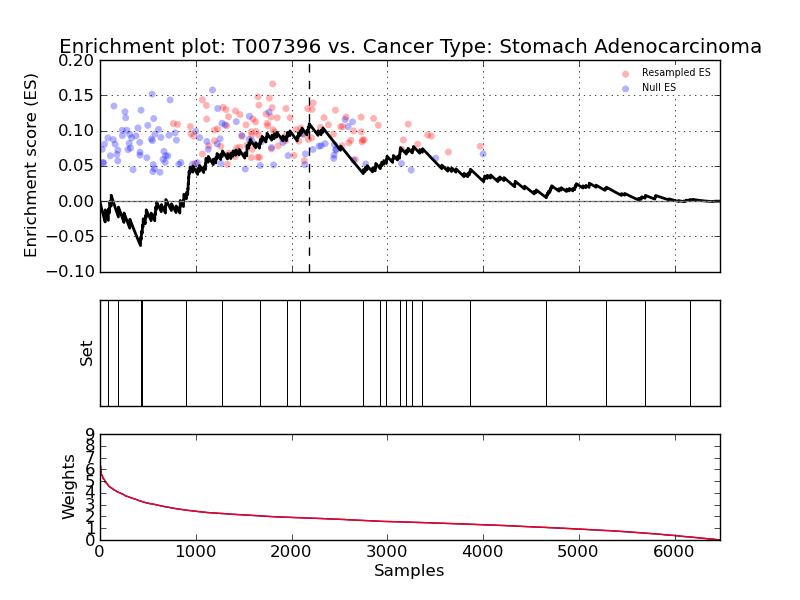 Enrichment plot: T007396 vs. Cancer Type: Stomach Adenocarcinoma
Enrichment score (ES)
0.20
0.15
0.10
0.05
0.00
−0.05
−0.10
Resampled ES
Null ES
Set
Weights
9
8
7
6
5
4
3
2
1
0
0 1000 2000 3000 4000 5000 6000
Samples